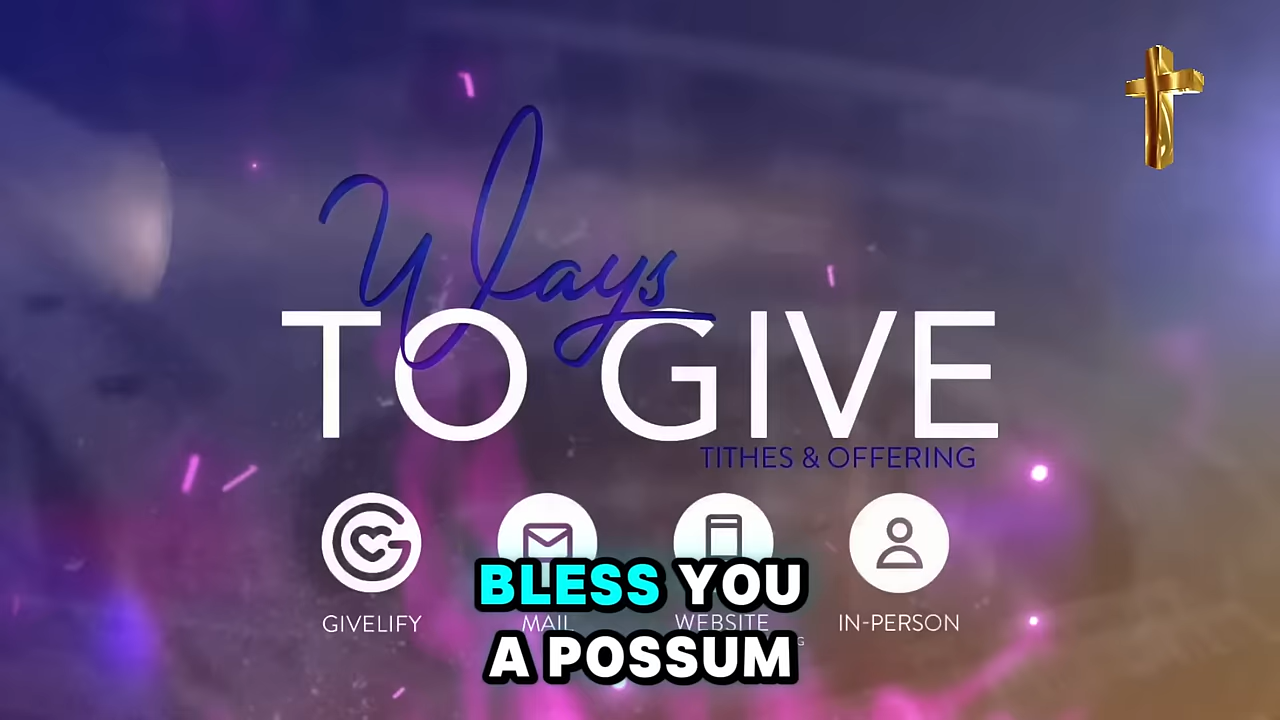 Ways
TO GIVE
TITHES & OFFERING
GIVELIFY
MAIL
WEBSITE
IN-PERSON
BLESS YOU
A POSSUM